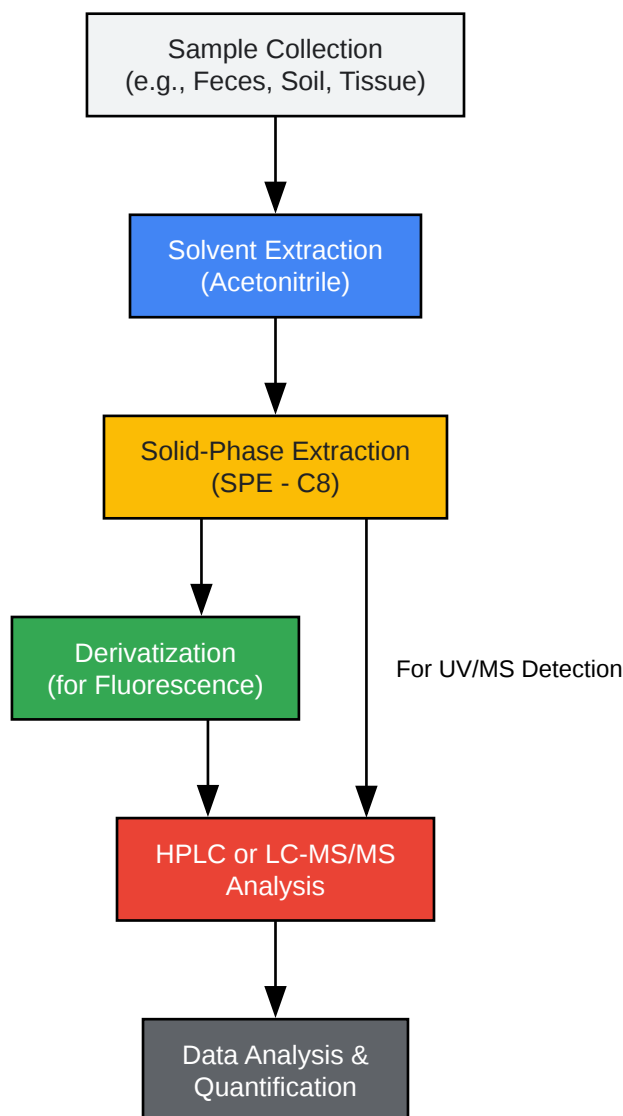 Sample Collection
(e.g., Feces, Soil, Tissue)
Solvent Extraction
(Acetonitrile)
Solid-Phase Extraction
(SPE - C8)
Derivatization
(for Fluorescence)
For UV/MS Detection
HPLC or LC-MS/MS
Analysis
Data Analysis &
Quantification